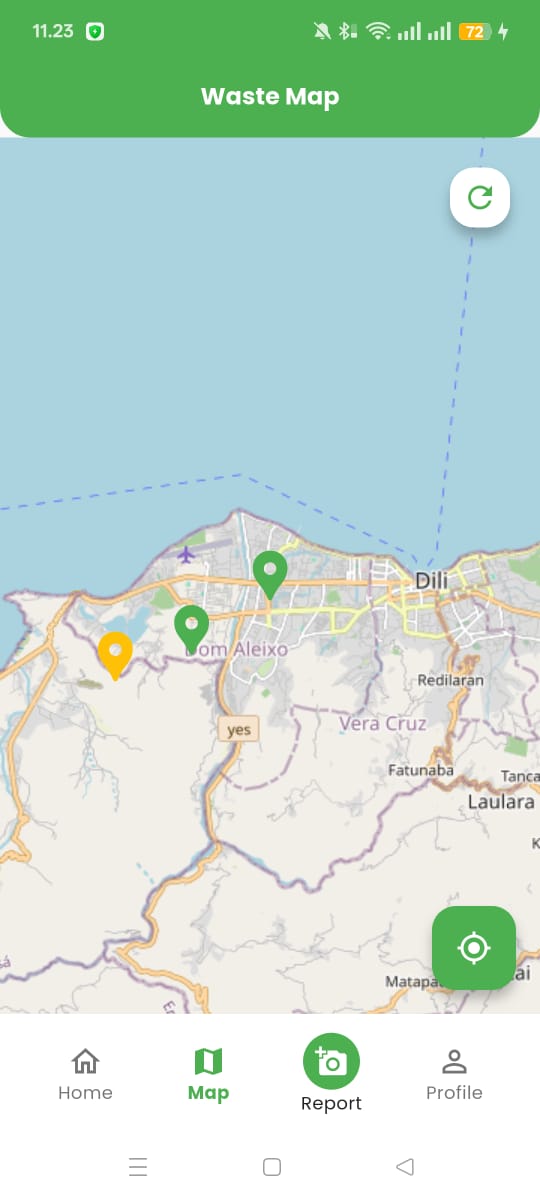 11.23
72
Waste Map
Dili
Dom Aleixo
Redilaran
yes
Vera Cruz
Fatunaba
Tanca
Laulara
K
Matapa
ai
Home
Map
Report
Profile